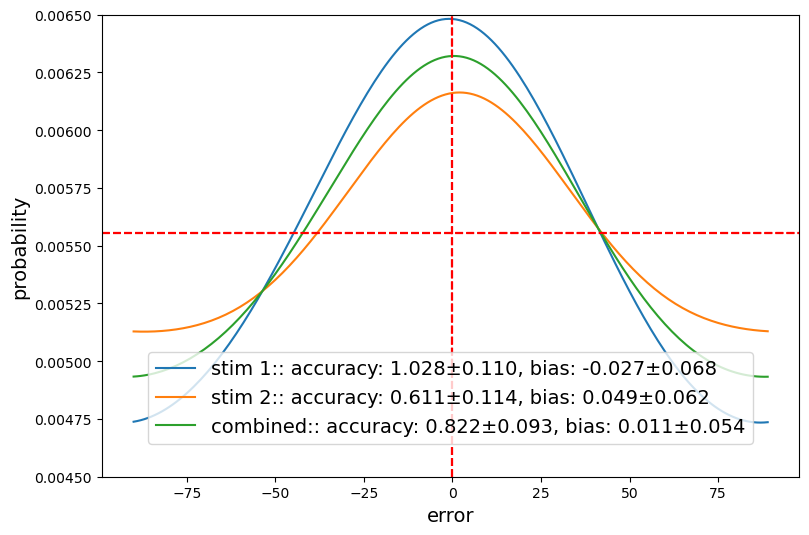 0.00650
0.00625
0.00600
0.00575
0.00550
0.00525
0.00500
0.00475
0.00450
probability
stim 1:: accuracy: 1.028±0.110, bias: -0.027±0.068
stim 2:: accuracy: 0.611±0.114, bias: 0.049±0.062
combined:: accuracy: 0.822±0.093, bias: 0.011±0.054
−75 −50 −25 0 25 50 75
error